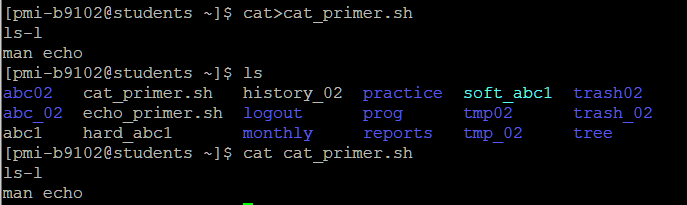 [pmi-b9102@students ~]$ cat>cat_primer.sh
ls-l
man echo
[pmi-b9102@students ~]$ ls
abc02 cat_primer.sh history_02 practice soft_abc1 trash02
abc_02 echo_primer.sh logout prog tmp02 trash_02
abc1 hard_abc1 monthly reports tmp_02 tree
[pmi-b9102@students ~]$ cat cat_primer.sh
ls-l
man echo